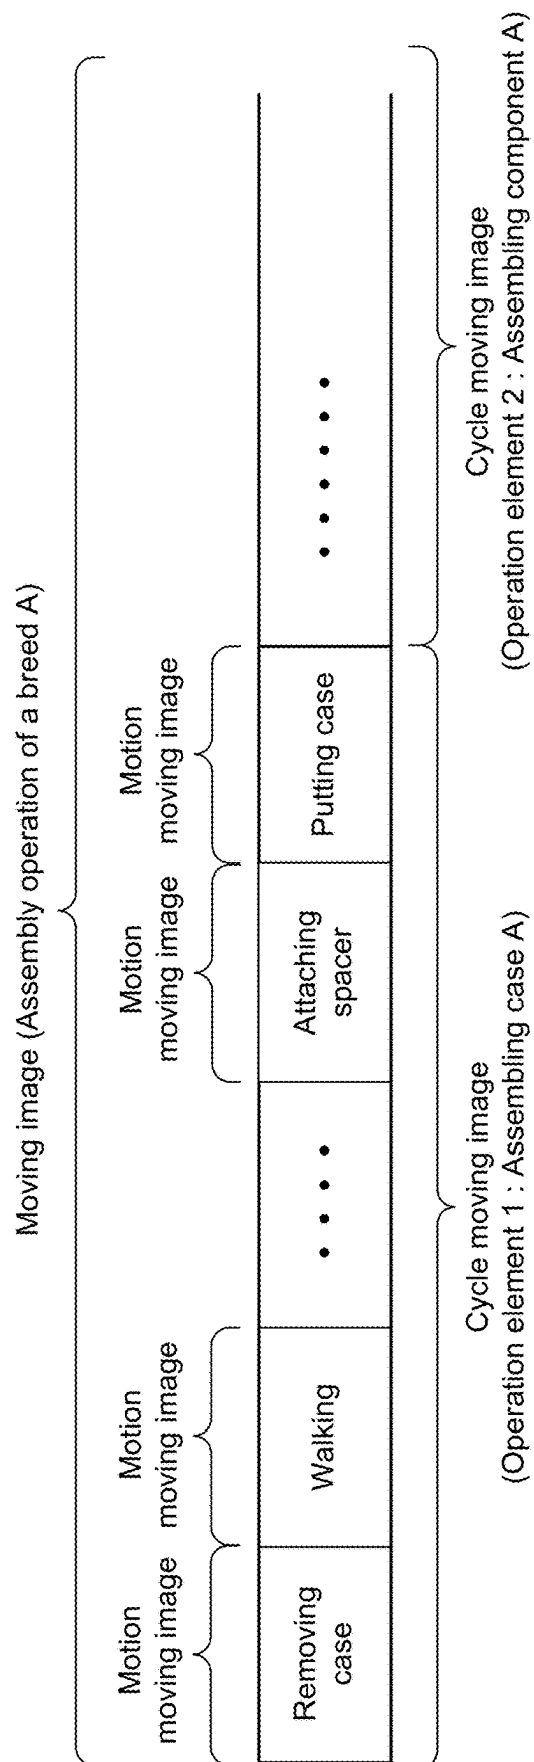 Moving image (Assembly operation of a breed A)
Motion
moving image
Motion
moving image
Motion
moving image
Motion
moving image
Removing
case
Walking
Attaching
spacer
Putting case
Cycle moving image
(Operation element 1 : Assembling case A)
Cycle moving image
(Operation element 2 : Assembling component A)